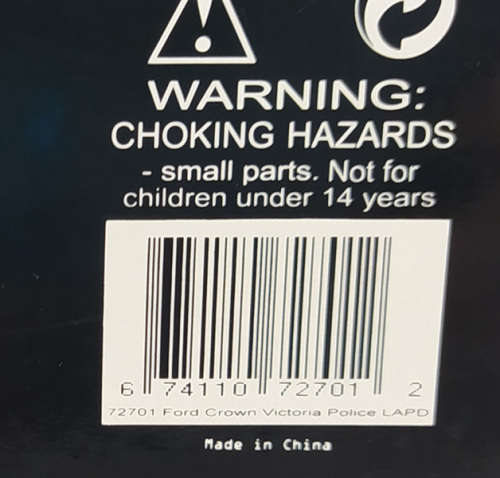 WARNING:
CHOKING HAZARDS
- small parts. Not for
children under 14 years
6 74110 72701 2
72701 Ford Crown Victoria Police LAPD
Made in China